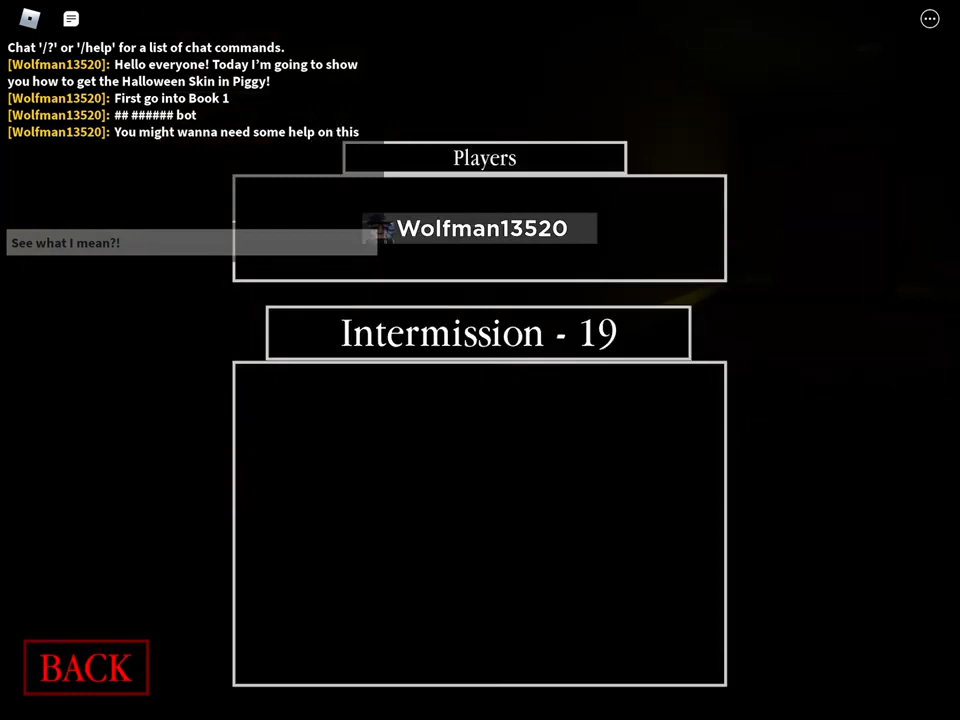 Chat '/?' or '/help' for a list of chat commands.
[Wolfman13520]: Hello everyone! Today I'm going to show
you how to get the Halloween Skin in Piggy!
[Wolfman13520]: First go into Book 1
[Wolfman13520]: ## ###### bot
[Wolfman13520]: You might wanna need some help on this
Players
Wolfman13520
See what I mean?!
Intermission - 19
BACK